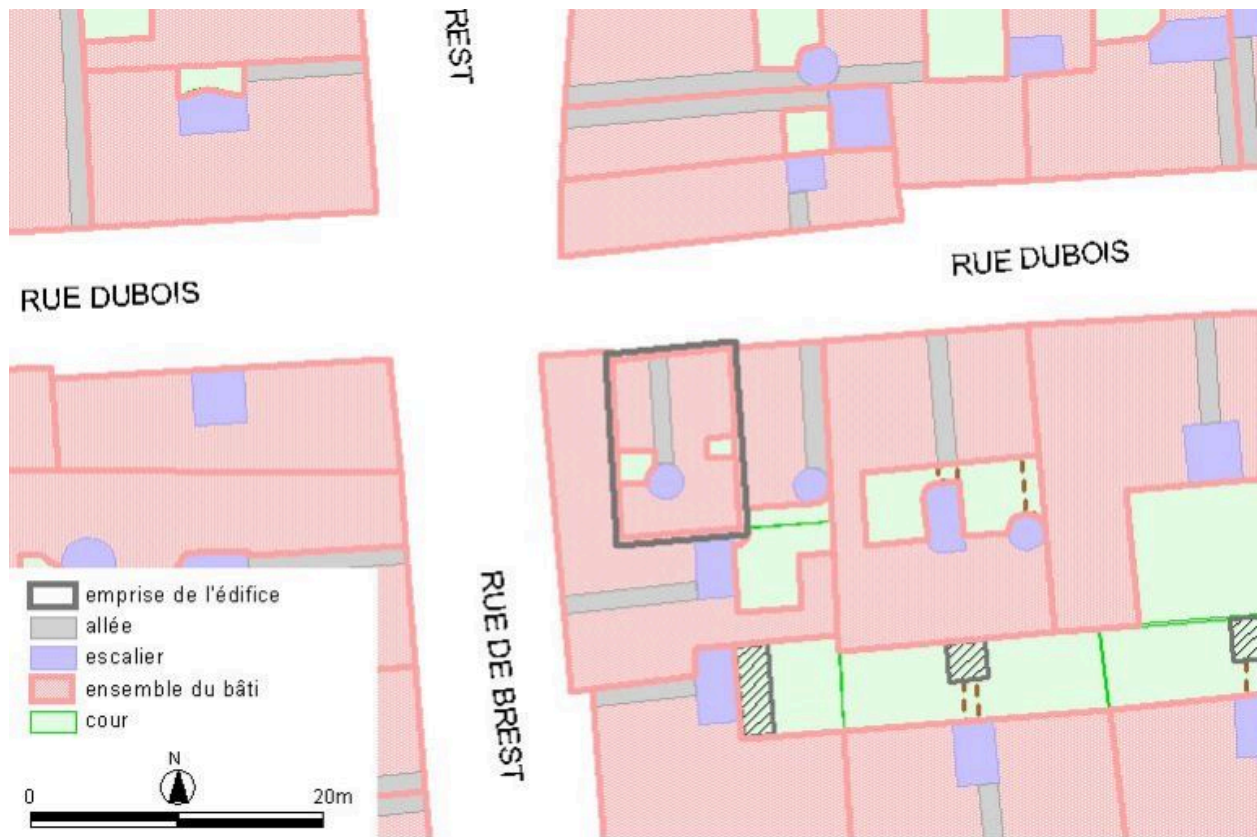 REST
RUE DUBOIS
RUE DUBOIS
RUE DE BREST
emprise de l'édifice
allée
escalier
ensemble du bâti
cour
N
0 20m